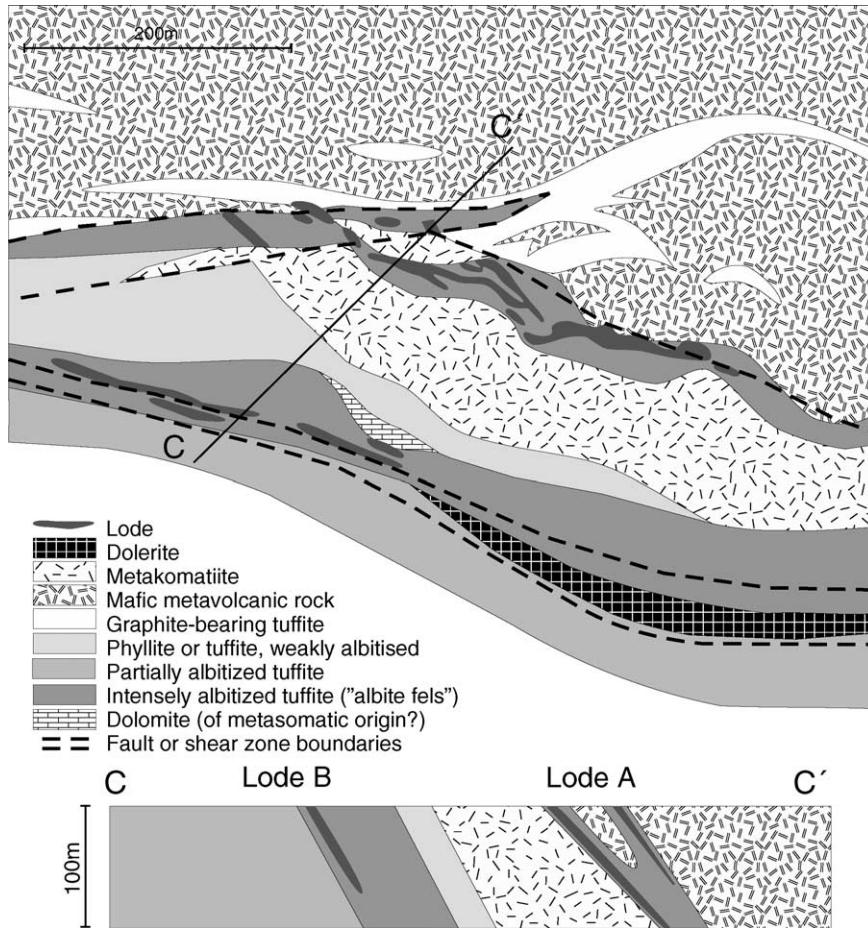 200m
C´
C
Lode
Dolerite
Metakomatiite
Mafic metavolcanic rock
Graphite-bearing tuffite
Phyllite or tuffite, weakly albitised
Partially albitized tuffite
Intensely albitized tuffite ("albite fels")
Dolomite (of metasomatic origin?)
Fault or shear zone boundaries
C Lode B Lode A C´
100m